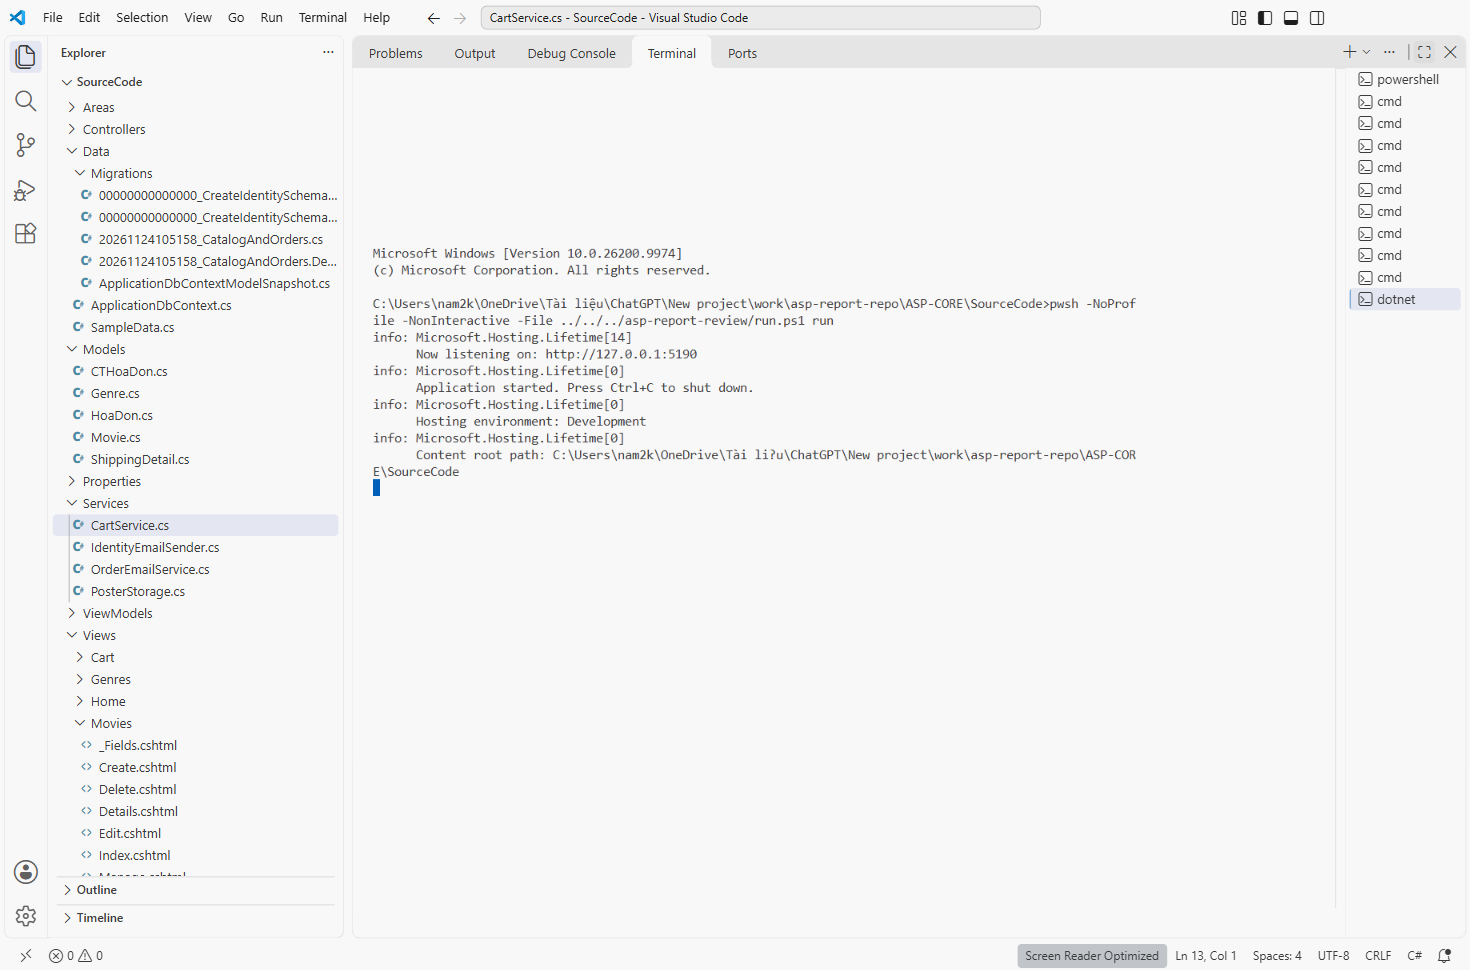 File Edit Selection View Go Run Terminal Help
CartService.cs - SourceCode - Visual Studio Code
Explorer
SourceCode
Areas
Controllers
Data
Migrations
00000000000000_CreateIdentitySchema...
00000000000000_CreateIdentitySchema...
20261124105158_CatalogAndOrders.cs
20261124105158_CatalogAndOrders.De...
ApplicationDbContextModelSnapshot.cs
ApplicationDbContext.cs
SampleData.cs
Models
CTHoaDon.cs
Genre.cs
HoaDon.cs
Movie.cs
ShippingDetail.cs
Properties
Services
CartService.cs
IdentityEmailSender.cs
OrderEmailService.cs
PosterStorage.cs
ViewModels
Views
Cart
Genres
Home
Movies
_Fields.cshtml
Create.cshtml
Delete.cshtml
Details.cshtml
Edit.cshtml
Index.cshtml
Outline
Timeline
Problems Output Debug Console Terminal Ports
Microsoft Windows [Version 10.0.26200.9974]
(c) Microsoft Corporation. All rights reserved.
C:\Users\nam2k\OneDrive\Tài liệu\ChatGPT\New project\work\asp-report-repo\ASP-CORE\SourceCode>pwsh -NoProf
ile -NonInteractive -File ../../../asp-report-review/run.ps1 run
info: Microsoft.Hosting.Lifetime[14]
Now listening on: http://127.0.0.1:5190
info: Microsoft.Hosting.Lifetime[0]
Application started. Press Ctrl+C to shut down.
info: Microsoft.Hosting.Lifetime[0]
Hosting environment: Development
info: Microsoft.Hosting.Lifetime[0]
Content root path: C:\Users\nam2k\OneDrive\Tài li?u\ChatGPT\New project\work\asp-report-repo\ASP-COR
E\SourceCode
powershell
cmd
cmd
cmd
cmd
cmd
cmd
cmd
cmd
cmd
dotnet
0 0
Screen Reader Optimized Ln 13, Col 1 Spaces: 4 UTF-8 CRLF C#